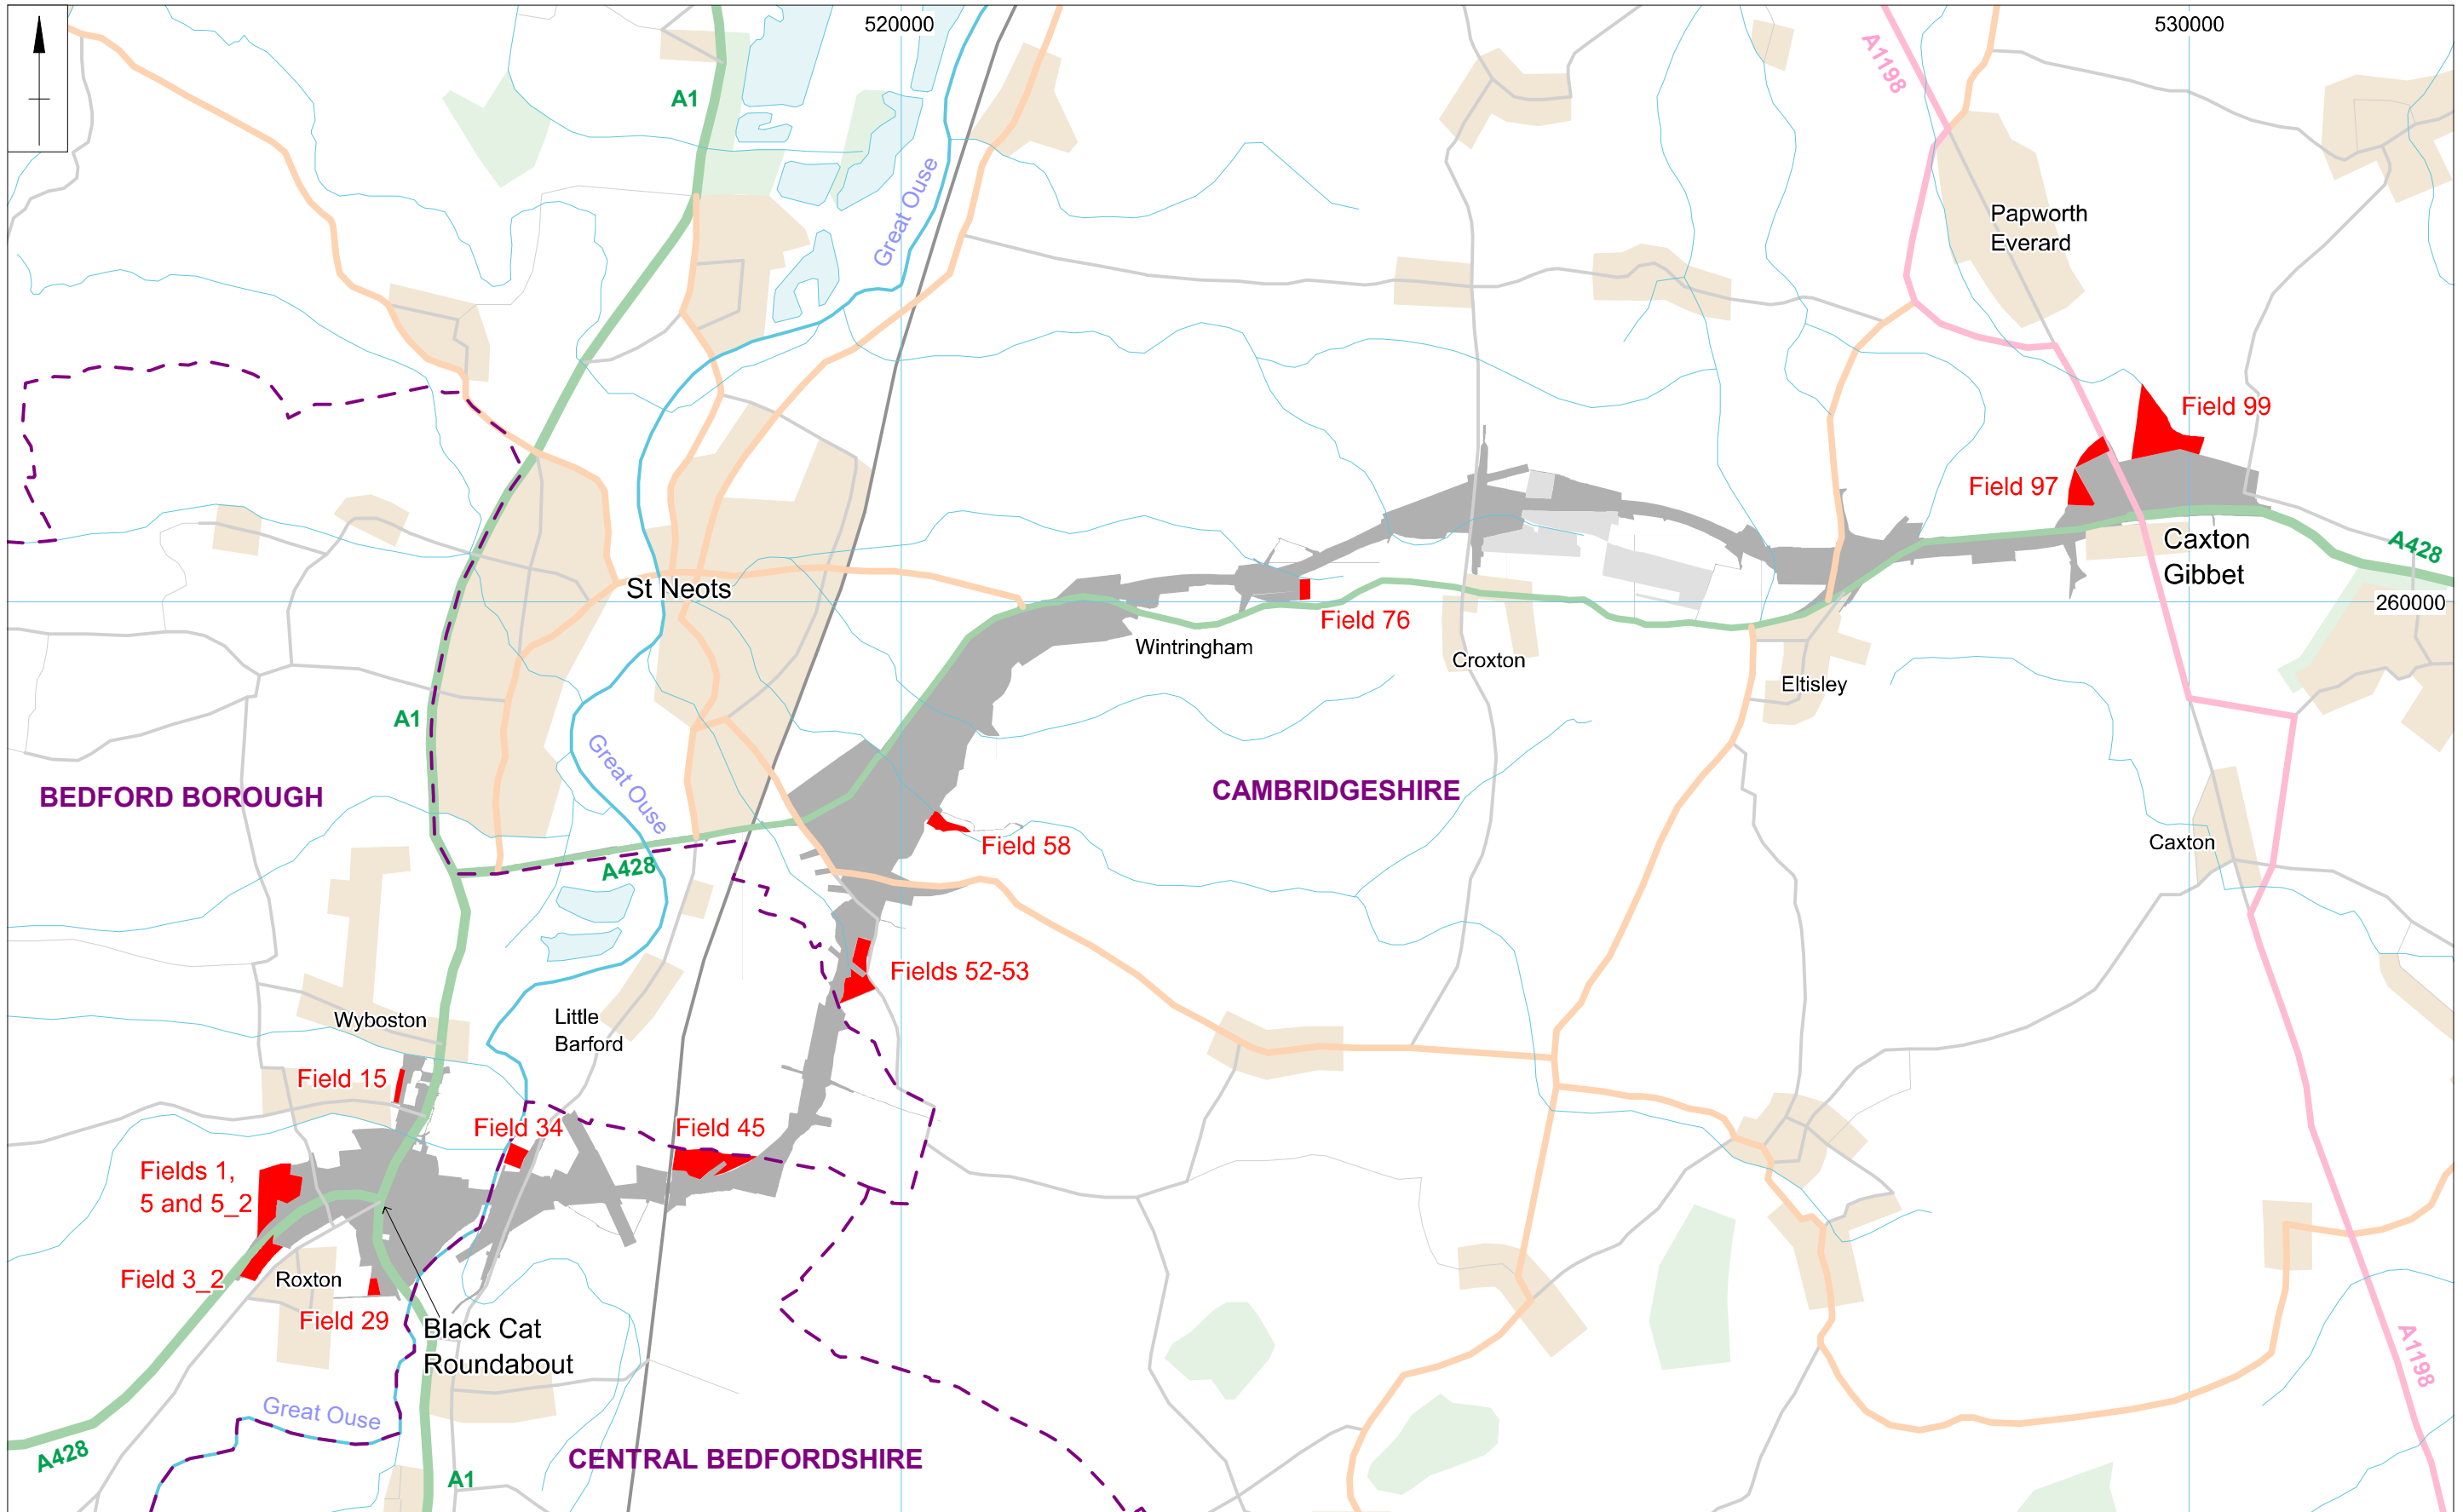 520000
530000
A1198
A1
Great Ouse
Papworth
Everard
Field 99
Field 97
Caxton
Gibbet
A428
260000
St Neots
Field 76
Wintringham
Croxton
Eltisley
A1
Great Ouse
BEDFORD BOROUGH
CAMBRIDGESHIRE
Caxton
Field 58
A428
Fields 52-53
Wyboston
Little
Barford
Field 15
Field 34
Field 45
Fields 1,
5 and 5_2
Field 3_2
Roxton
Field 29
Black Cat
Roundabout
A1198
Great Ouse
A428
CENTRAL BEDFORDSHIRE
A1